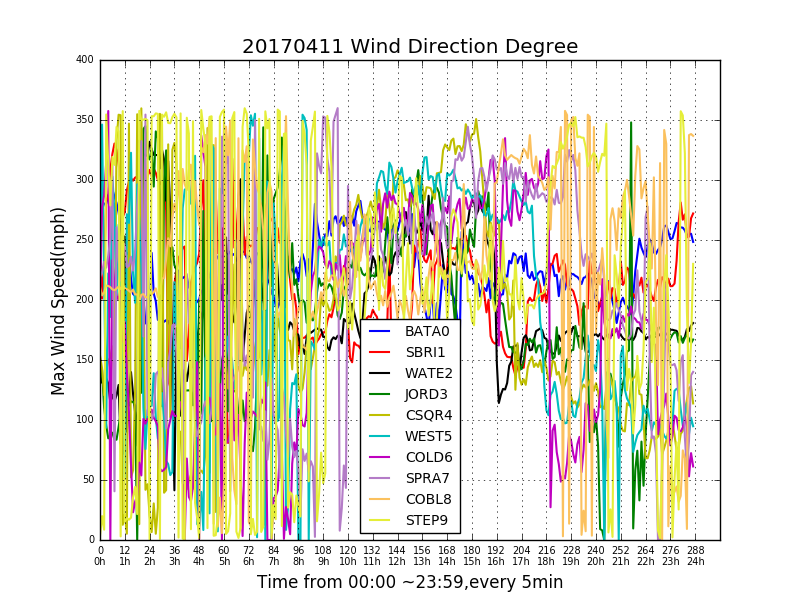 20170411 Wind Direction Degree
400
350
300
250
200
150
100
50
0
Max Wind Speed(mph)
BATA0
SBRI1
WATE2
JORD3
CSQR4
WEST5
COLD6
SPRA7
COBL8
STEP9
0 12 24 36 48 60 72 84 96 108 120 132 144 156 168 180 192 204 216 228 240 252 264 276 288
0h 1h 2h 3h 4h 5h 6h 7h 8h 9h 10h 11h 12h 13h 14h 15h 16h 17h 18h 19h 20h 21h 22h 23h 24h
Time from 00:00 ~23:59,every 5min